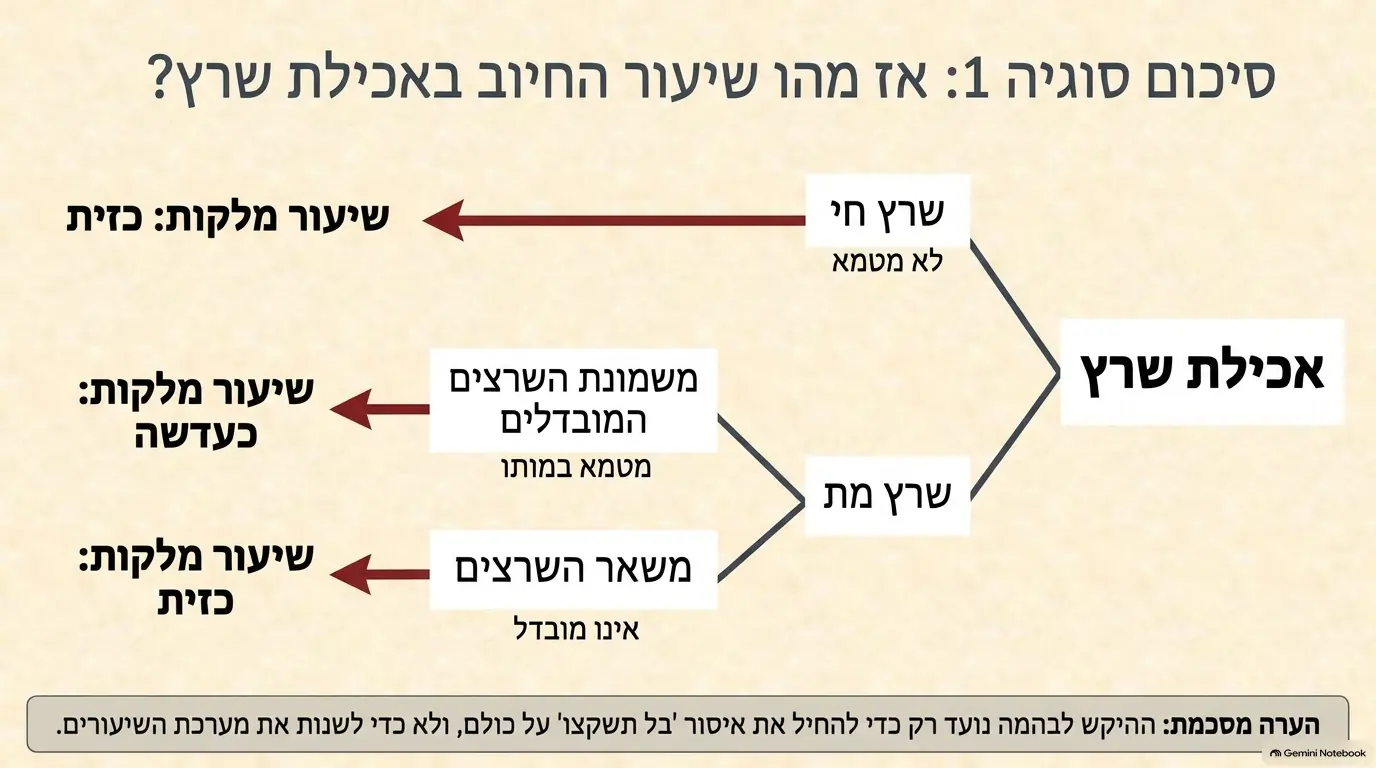 סיכום סוגיה 1: אז מהו שיעור החיוב באכילת שרץ?
אכילת שרץ
שרץ חי
לא מטמא
שיעור מלקות: כזית
שרץ מת
משמונת השרצים
המובדלים
מטמא במותו
שיעור מלקות:
כעדשה
משאר השרצים
אינו מובדל
שיעור מלקות:
כזית
הערה מסכמת: ההיקש לבהמה נועד רק כדי להחיל את איסור 'בל תשקצו' על כולם, ולא כדי לשנות את מערכת השיעורים.
Gemini Notebook